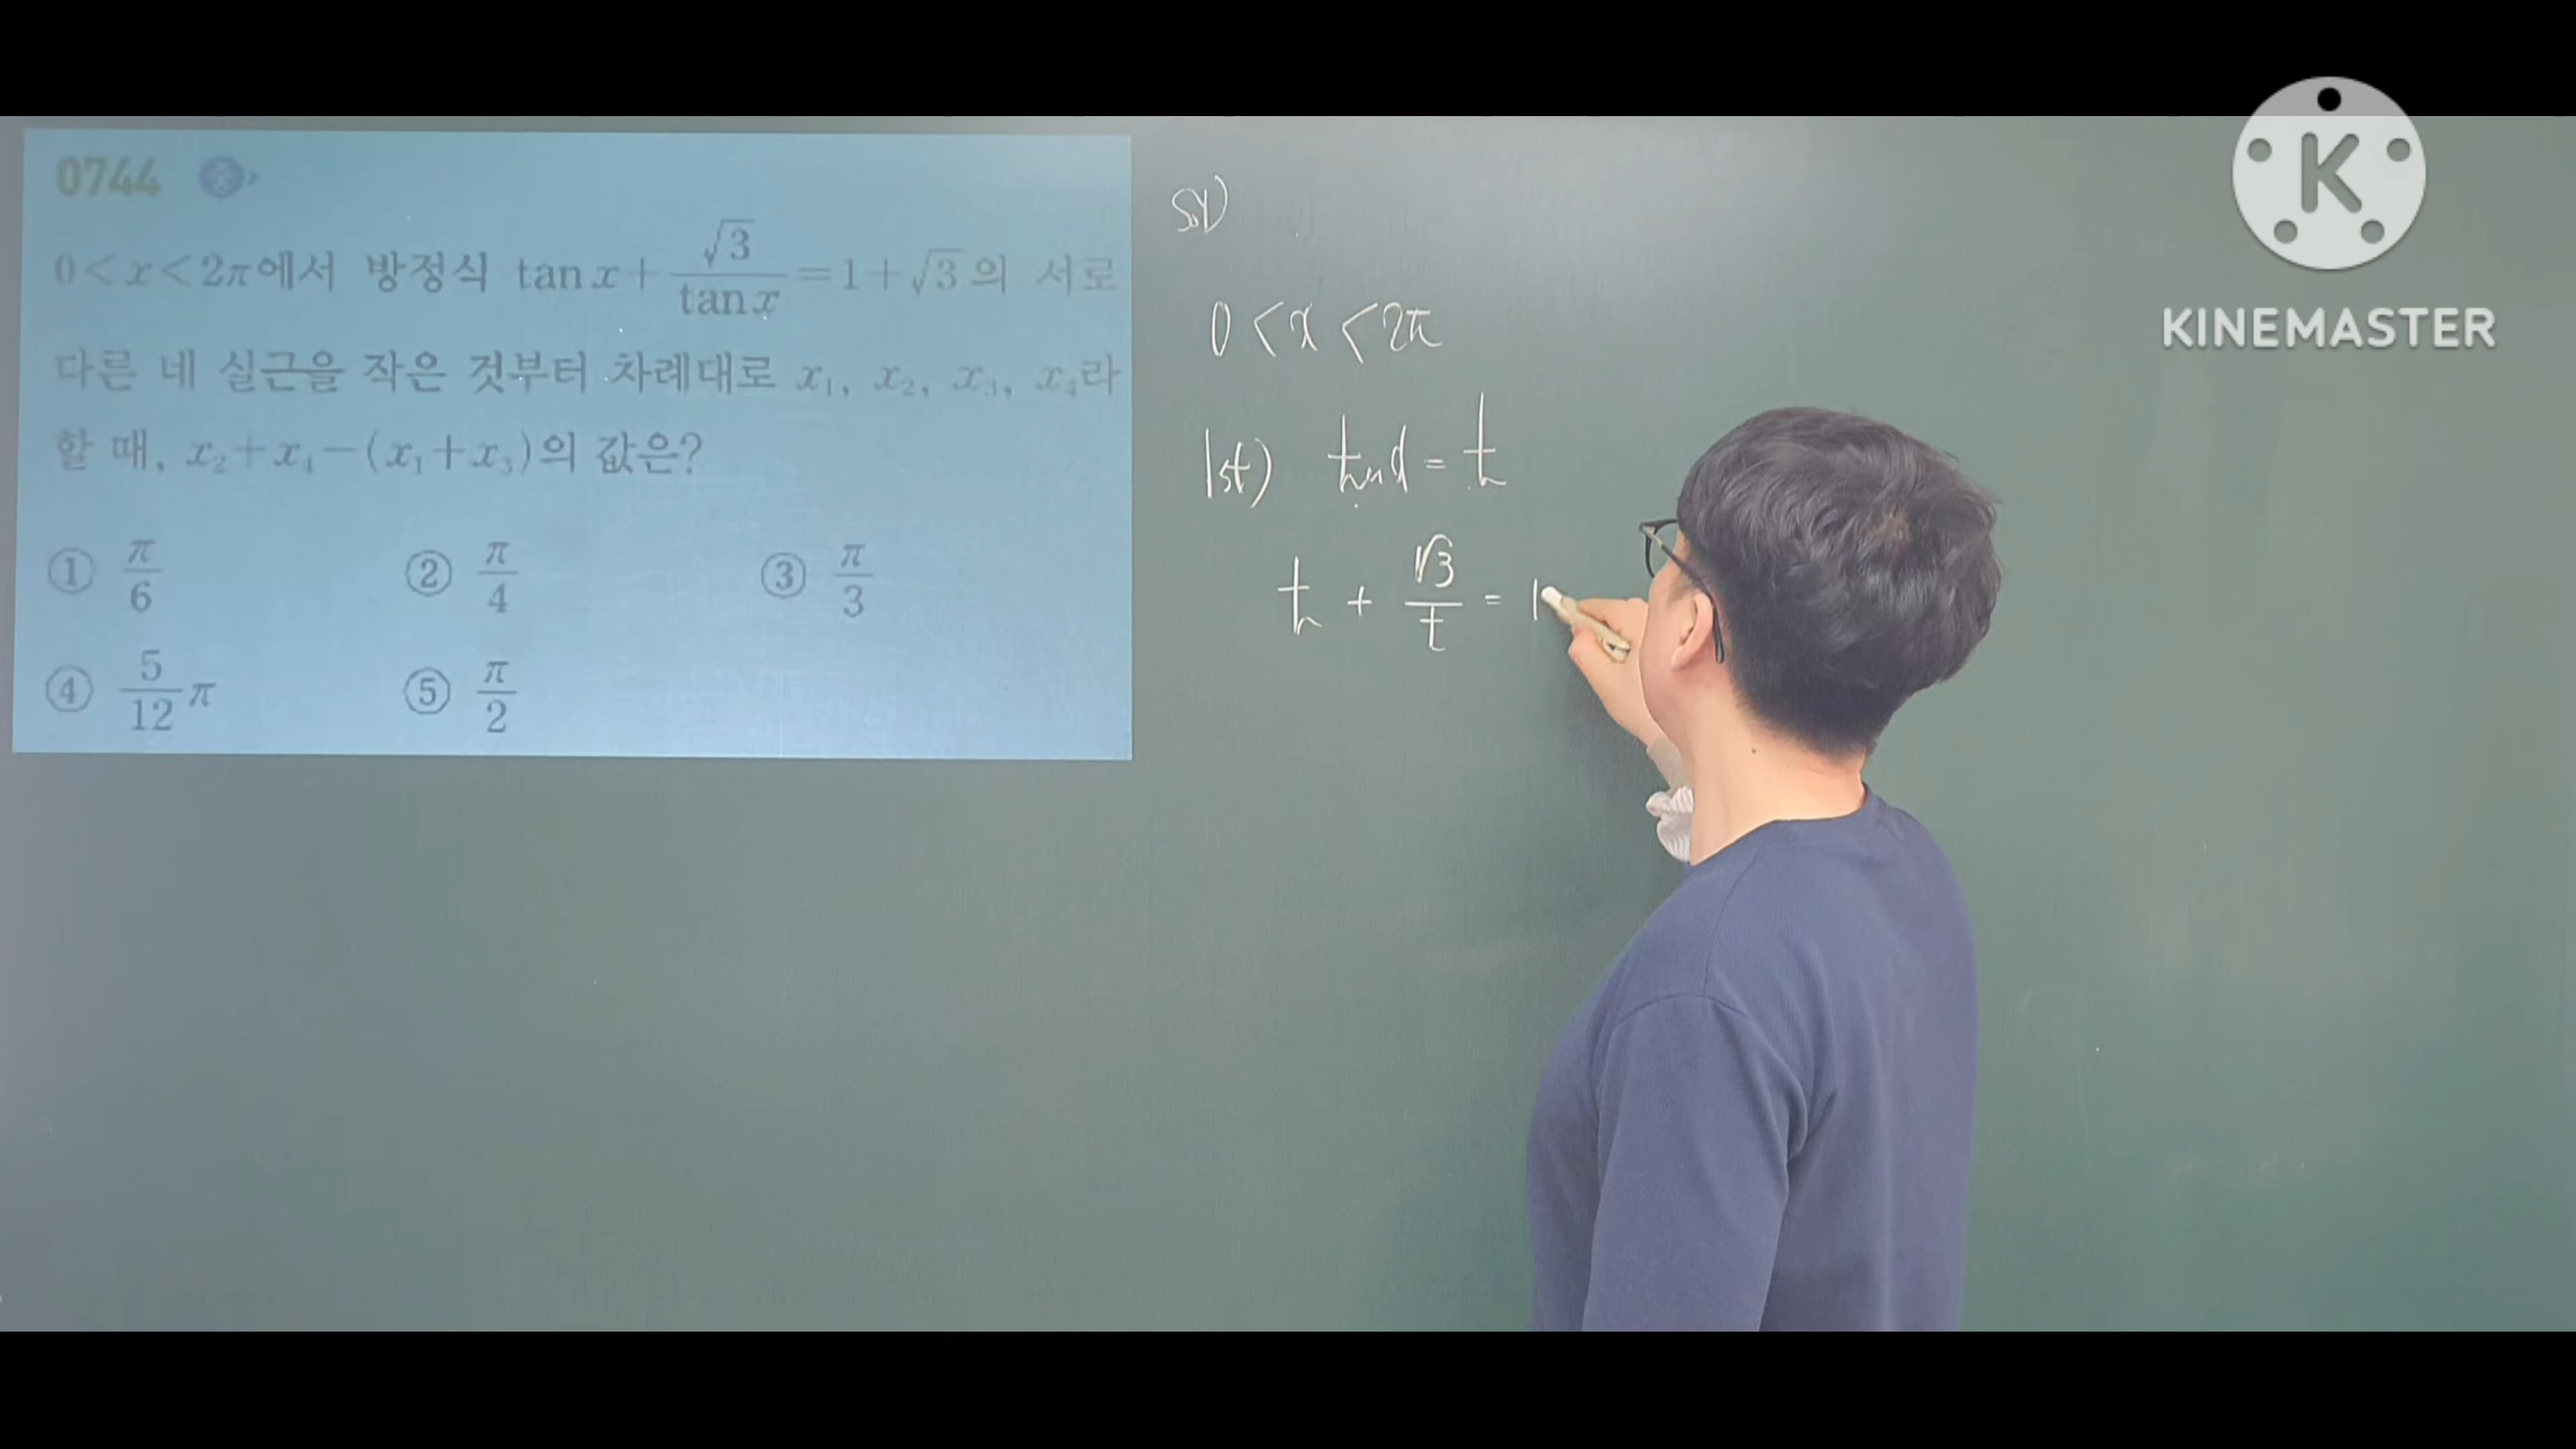 0744
0<x<2π에서 방정식 tan x + √3/tan x = 1+√3의 서로
다른 네 실근을 작은 것부터 차례대로 x₁, x₂, x₃, x₄라
할 때, x₂+x₄-(x₁+x₃)의 값은?
① π/6 ② π/4 ③ π/3
④ 5/12 π ⑤ π/2
sol)
0 < x < 2π
1st) tanx = t
t + √3/t = 1
K
KINEMASTER